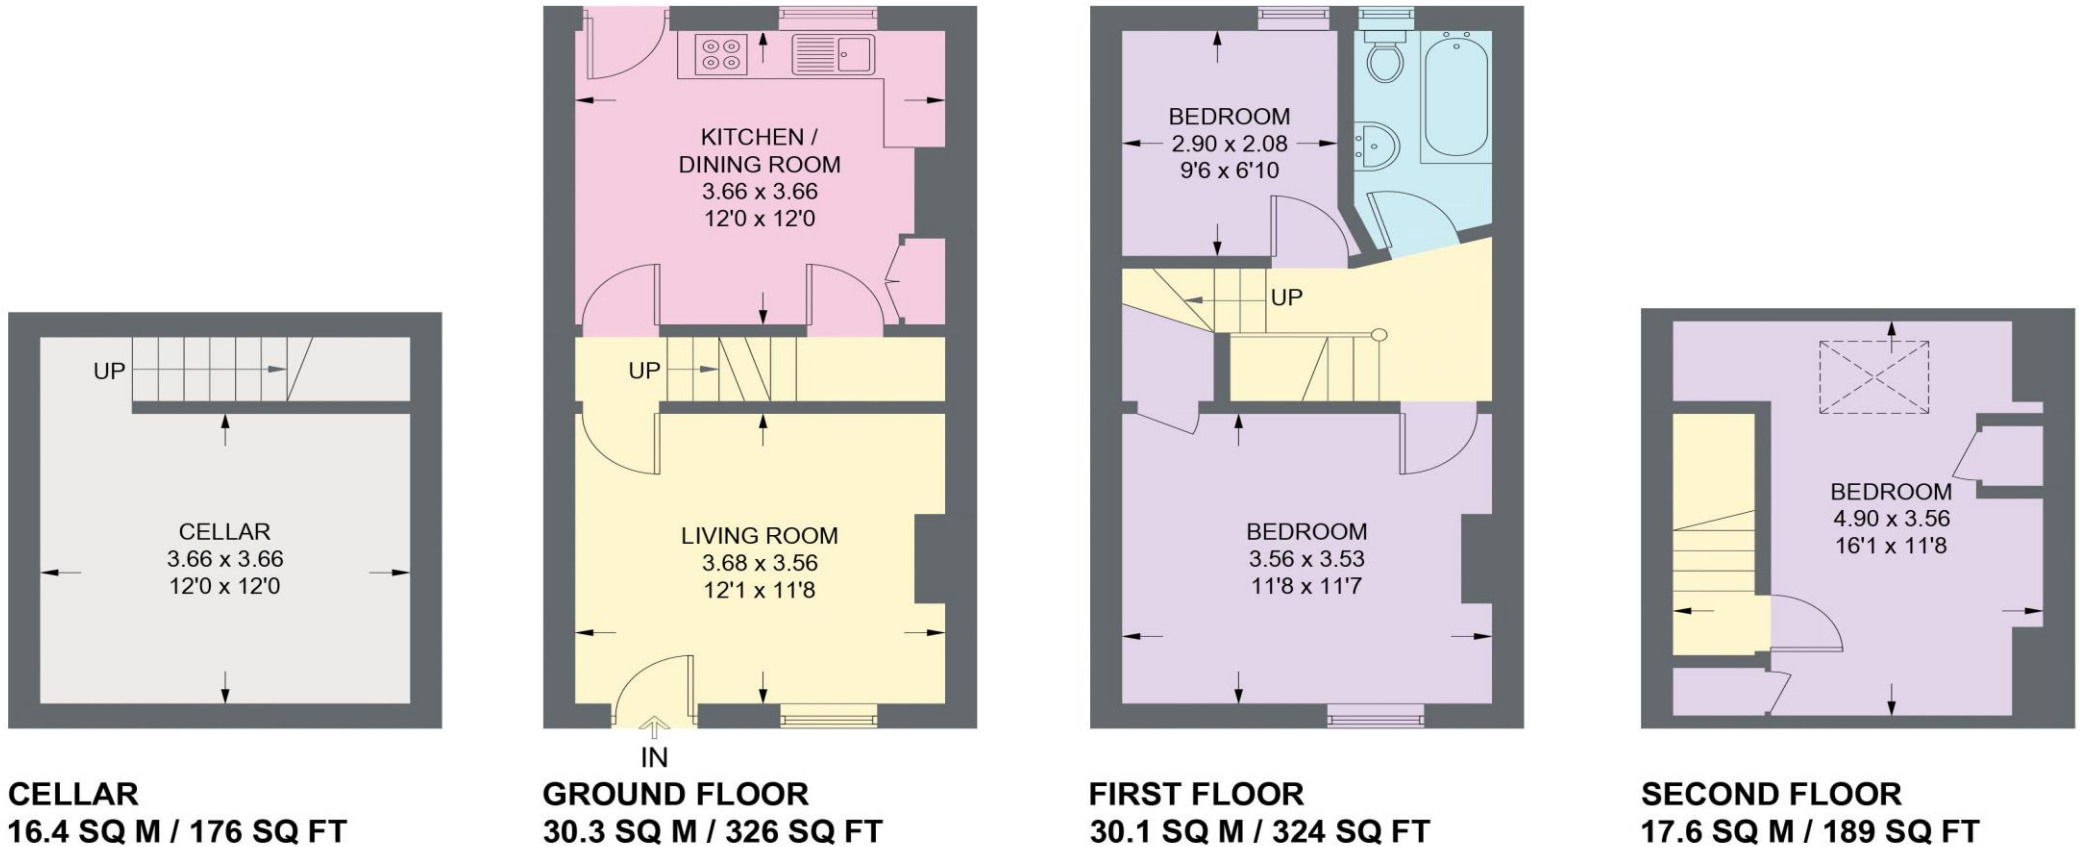 UP
CELLAR
3.66 x 3.66
12'0 x 12'0
CELLAR
16.4 SQ M / 176 SQ FT
KITCHEN /
DINING ROOM
3.66 x 3.66
12'0 x 12'0
UP
LIVING ROOM
3.68 x 3.56
12'1 x 11'8
IN
GROUND FLOOR
30.3 SQ M / 326 SQ FT
BEDROOM
2.90 x 2.08
9'6 x 6'10
UP
BEDROOM
3.56 x 3.53
11'8 x 11'7
FIRST FLOOR
30.1 SQ M / 324 SQ FT
BEDROOM
4.90 x 3.56
16'1 x 11'8
SECOND FLOOR
17.6 SQ M / 189 SQ FT